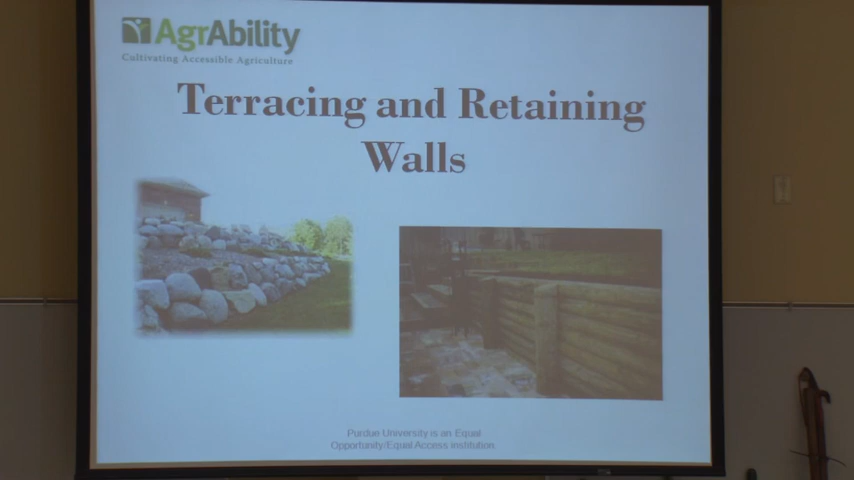 AgrAbility
Cultivating Accessible Agriculture
Terracing and Retaining
Walls
Purdue University is an Equal
Opportunity/Equal Access institution